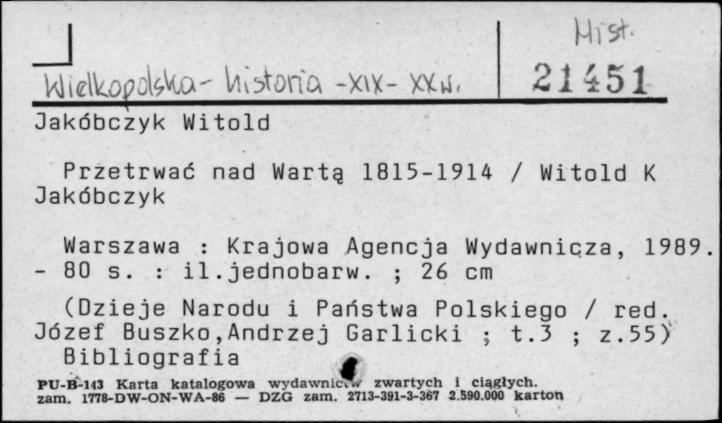 Hist.
Wielkopolska - historia - XIX - XX w.
21451
Jakóbczyk Witold
Przetrwać nad Wartą 1815-1914 / Witold K
Jakóbczyk
Warszawa : Krajowa Agencja Wydawnicza, 1989.
- 80 s. : il.jednobarw. ; 26 cm
(Dzieje Narodu i Państwa Polskiego / red.
Józef Buszko,Andrzej Garlicki ; t.3 ; z.55)
Bibliografia
PU-B-143 Karta katalogowa wydawnictw zwartych i ciągłych.
zam. 1778-DW-ON-WA-86 — DZG zam. 2713-391-3-367 2.590.000 karton